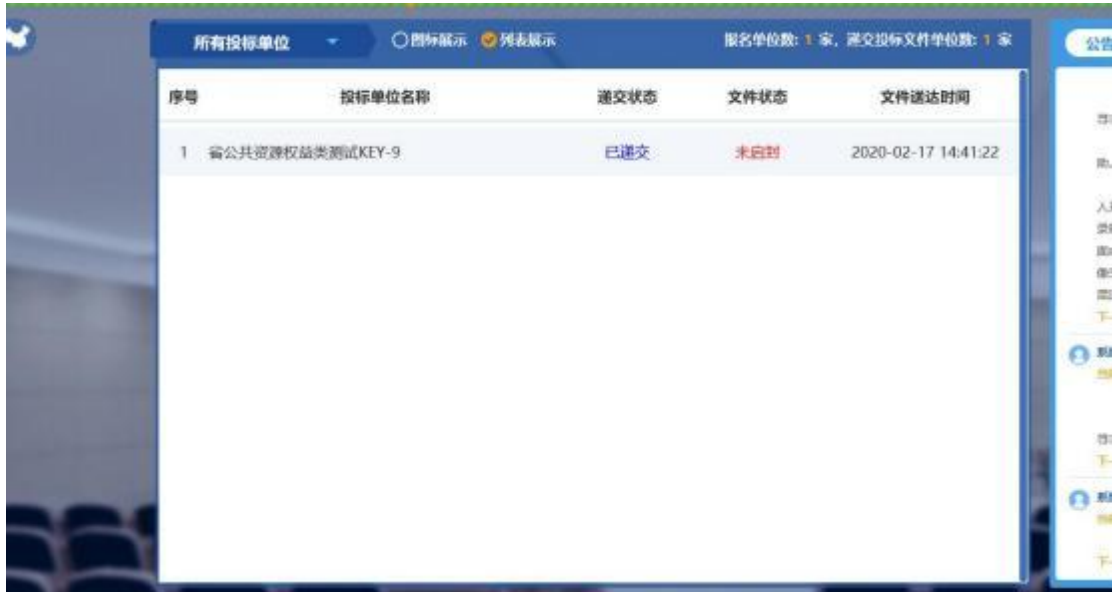 所有投标单位 图标展示 列表展示 报名单位数: 1 家, 递交投标文件单位数: 1 家
序号 投标单位名称 递交状态 文件状态 文件送达时间
1 省公共资源权益类测试KEY-9 已递交 未启封 2020-02-17 14:41:22
公告